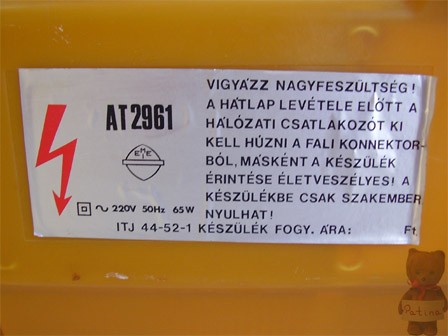 VIGYÁZZ NAGYFESZÜLTSÉG!
A HÁTLAP LEVÉTELE ELŐTT A
HÁLÓZATI CSATLAKOZÓT KI
KELL HÚZNI A FALI KONNEKTOR-
BÓL, MÁSKÉNT A KÉSZÜLÉK
ÉRINTÉSE ÉLETVESZÉLYES! A
KÉSZÜLÉKBE CSAK SZAKEMBER
NYULHAT!
AT2961
EMEI
~ 220V 50Hz 65W
ITJ 44-52-1 KÉSZÜLÉK FOGY. ÁRA: Ft.
Patina